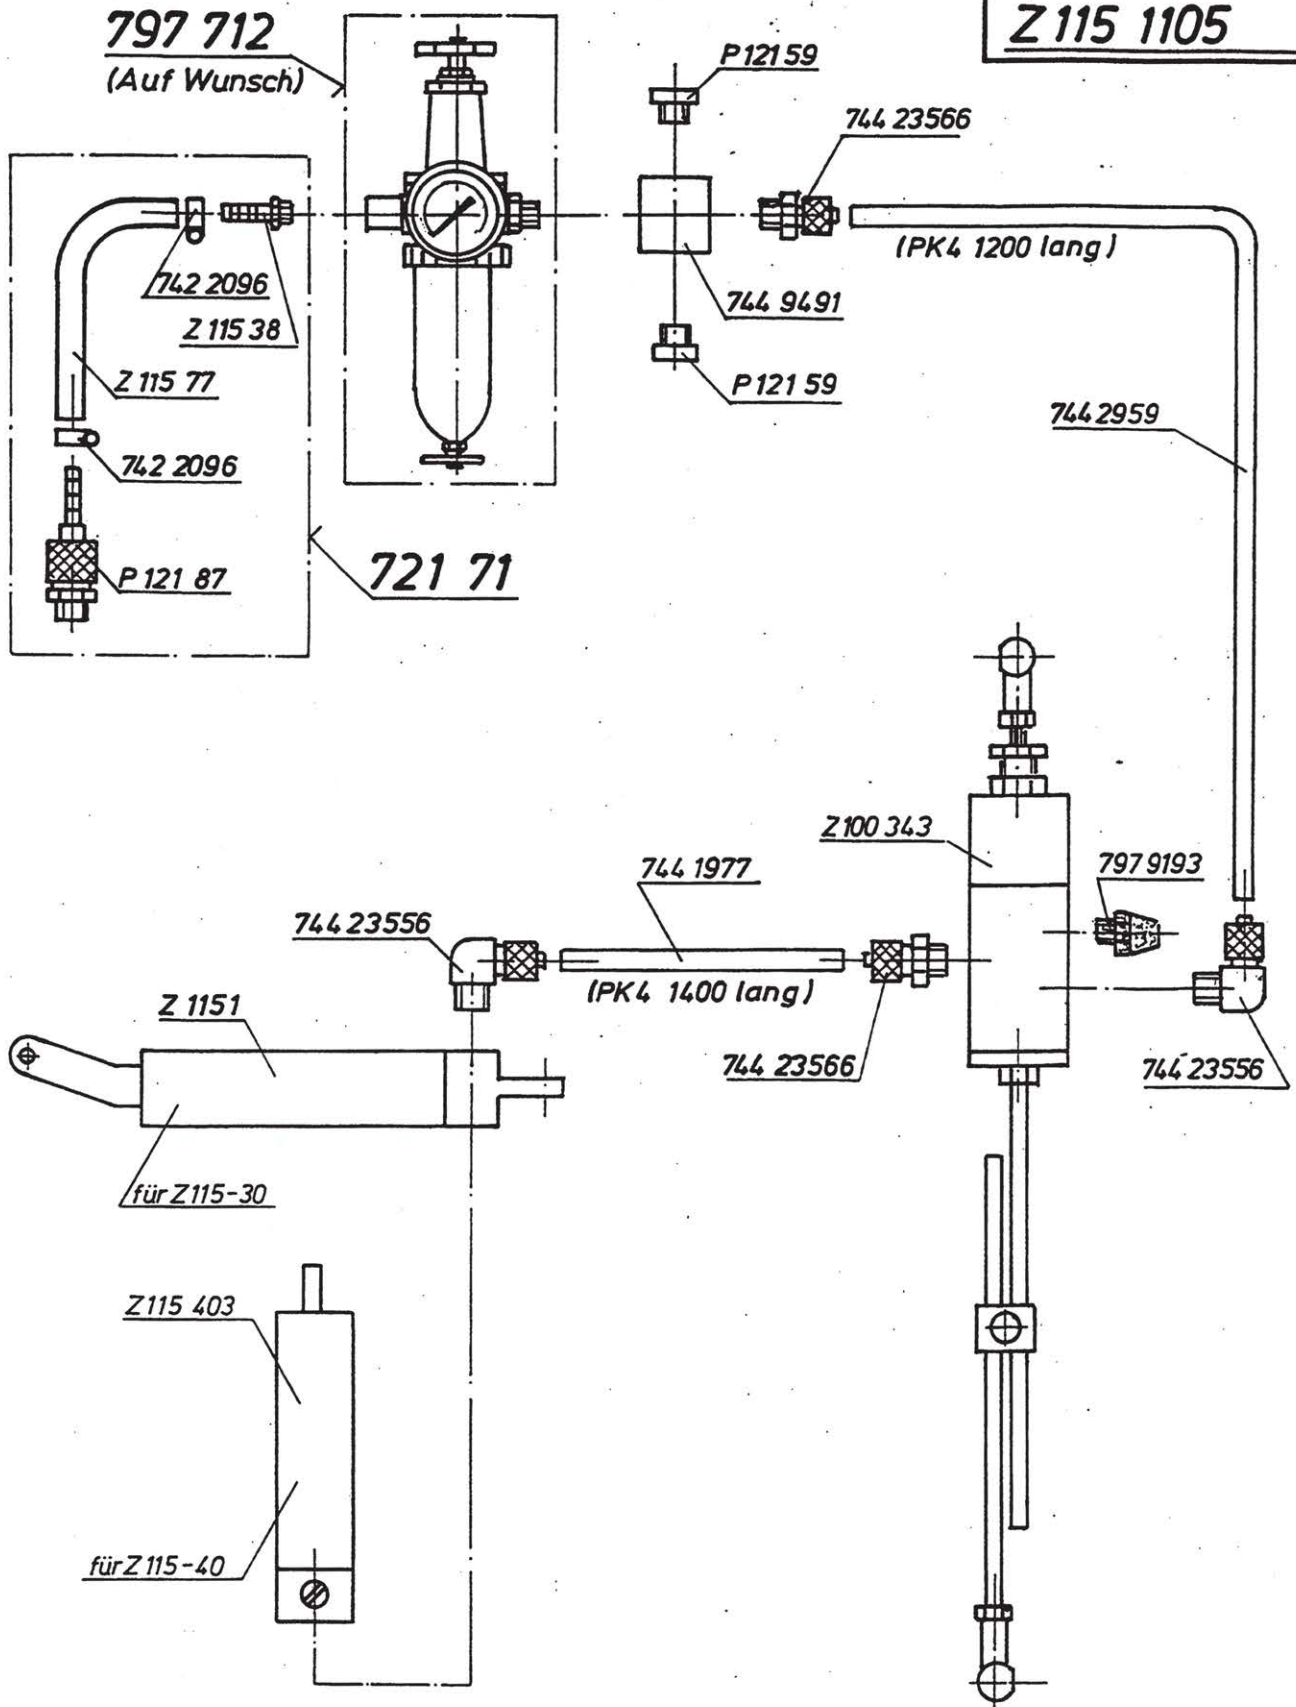 797 712
(Auf Wunsch)
Z 115 1105
P 121 59
744 23566
(PK4 1200 lang)
742 2096
Z 115 38
744 9491
Z 115 77
P 121 59
744 2959
742 2096
P 121 87
721 71
Z 100 343
744 1977
797 9193
744 23556
(PK4 1400 lang)
Z 1151
744 23566
744 23556
für Z 115-30
Z 115 403
für Z 115-40